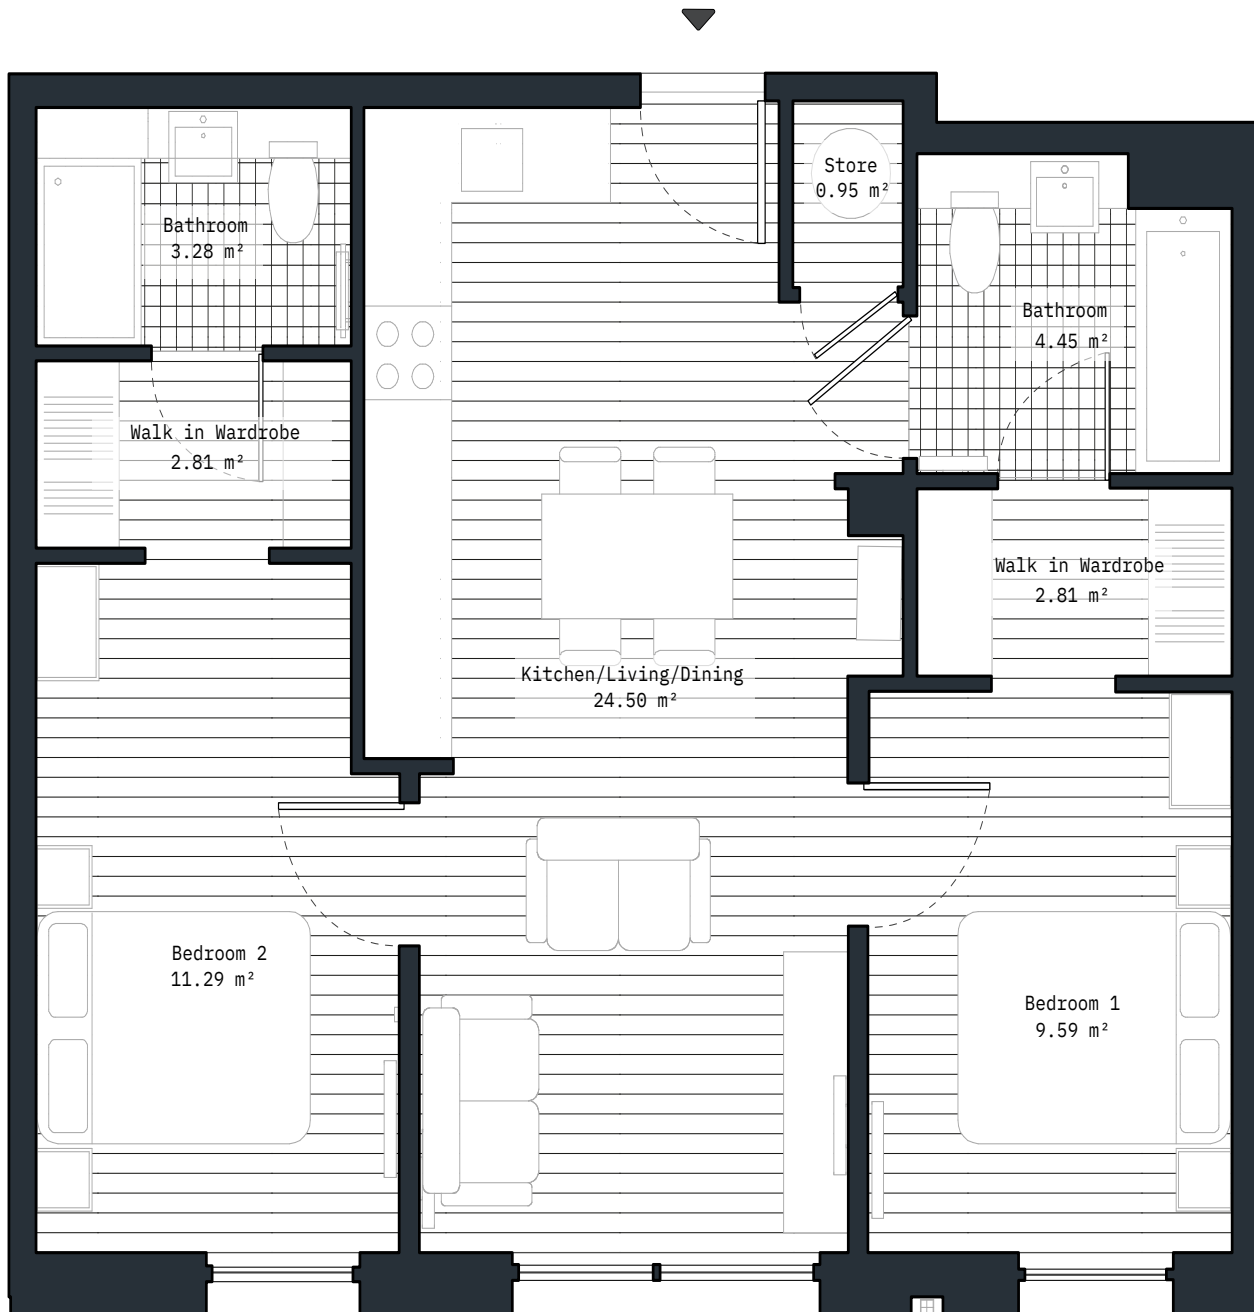 Store
0.95 m²
Bathroom
3.28 m²
Bathroom
4.45 m²
Walk in Wardrobe
2.81 m²
Walk in Wardrobe
2.81 m²
Kitchen/Living/Dining
24.50 m²
Bedroom 2
11.29 m²
Bedroom 1
9.59 m²